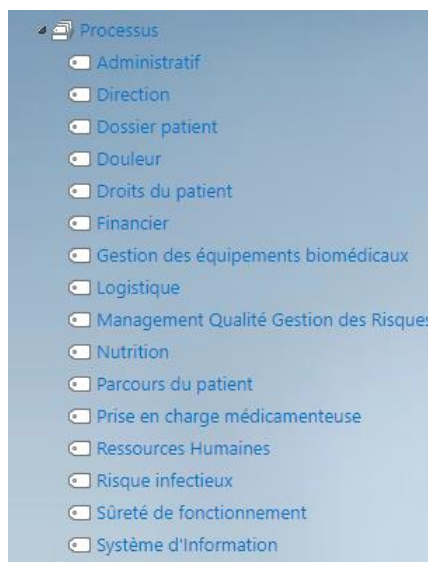 Processus
Administratif
Direction
Dossier patient
Douleur
Droits du patient
Financier
Gestion des équipements biomédicaux
Logistique
Management Qualité Gestion des Risques
Nutrition
Parcours du patient
Prise en charge médicamenteuse
Ressources Humaines
Risque infectieux
Sûreté de fonctionnement
Système d'Information